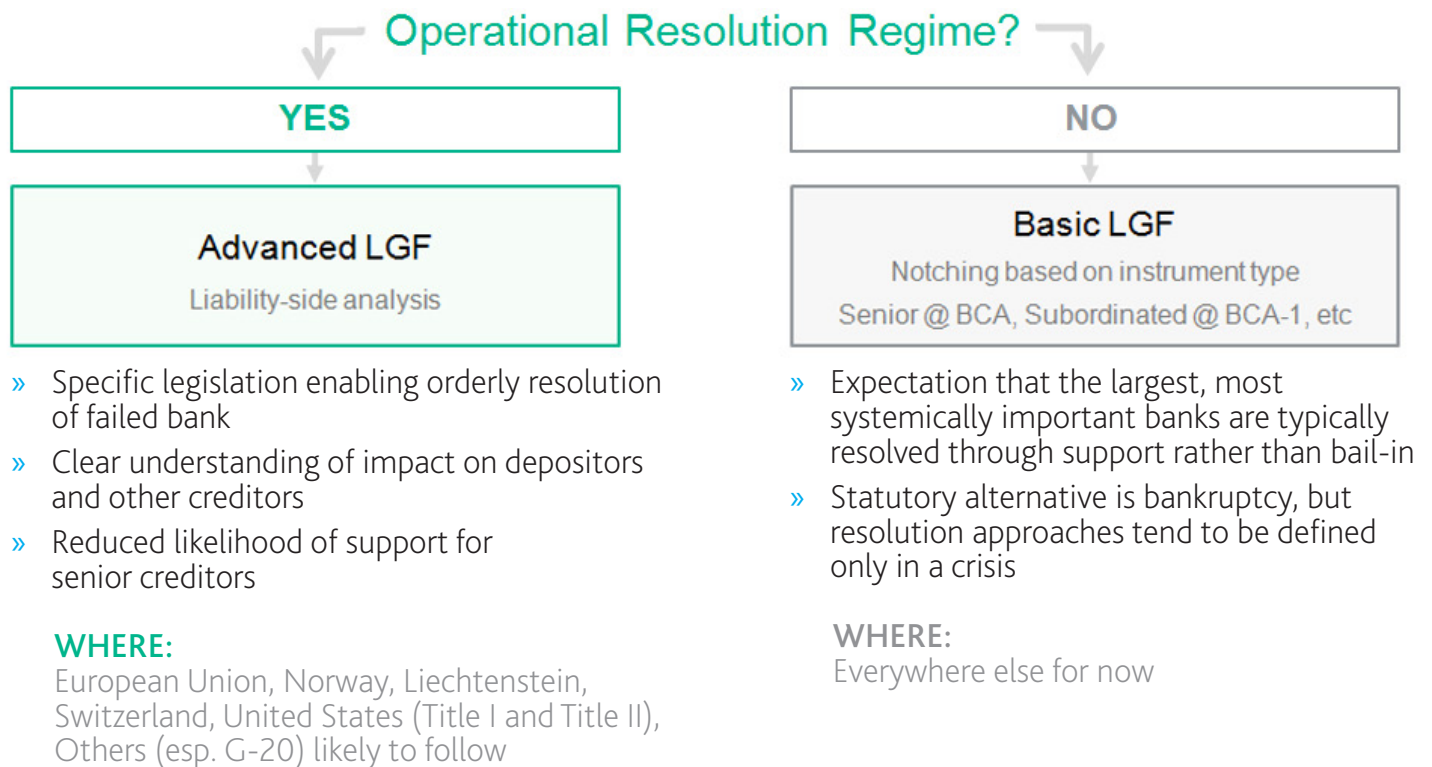 Operational Resolution Regime?
YES
Advanced LGF
Liability-side analysis
» Specific legislation enabling orderly resolution
of failed bank
» Clear understanding of impact on depositors
and other creditors
» Reduced likelihood of support for
senior creditors
WHERE:
European Union, Norway, Liechtenstein,
Switzerland, United States (Title I and Title II),
Others (esp. G-20) likely to follow
NO
Basic LGF
Notching based on instrument type
Senior @ BCA, Subordinated @ BCA-1, etc
» Expectation that the largest, most
systemically important banks are typically
resolved through support rather than bail-in
» Statutory alternative is bankruptcy, but
resolution approaches tend to be defined
only in a crisis
WHERE:
Everywhere else for now